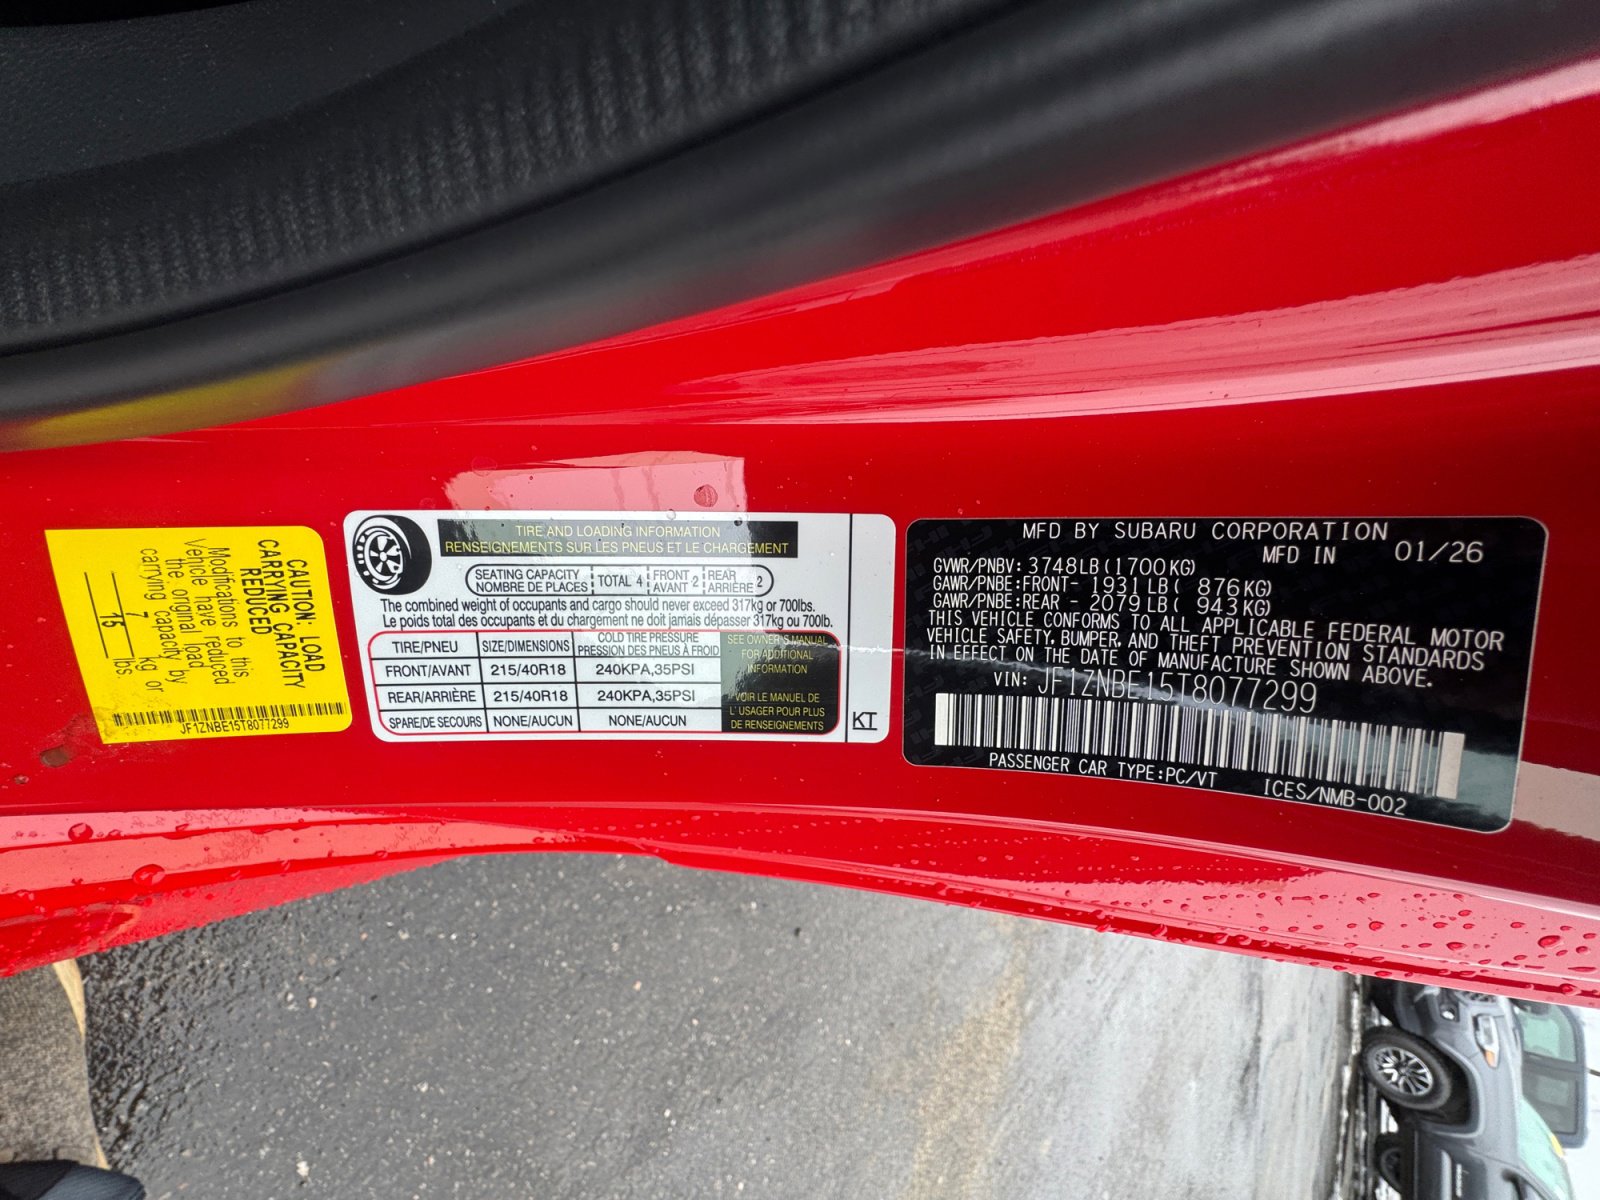 CAUTION: LOAD
CARRYING CAPACITY
REDUCED
Modifications to this
Vehicle have reduced
the original load
carrying capacity by
7 kg or
15 lbs.
JF1ZNBE15T8077299
TIRE AND LOADING INFORMATION
RENSEIGNEMENTS SUR LES PNEUS ET LE CHARGEMENT
SEATING CAPACITY
NOMBRE DE PLACES
TOTAL 4
FRONT
AVANT 2
REAR
ARRIÈRE 2
The combined weight of occupants and cargo should never exceed 317kg or 700lbs.
Le poids total des occupants et du chargement ne doit jamais dépasser 317kg ou 700lb.
TIRE/PNEU SIZE/DIMENSIONS COLD TIRE PRESSURE
PRESSION DES PNEUS À FROID
FRONT/AVANT 215/40R18 240KPA,35PSI
REAR/ARRIÈRE 215/40R18 240KPA,35PSI
SPARE/DE SECOURS NONE/AUCUN NONE/AUCUN
SEE OWNER'S MANUAL
FOR ADDITIONAL
INFORMATION
VOIR LE MANUEL DE
L' USAGER POUR PLUS
DE RENSEIGNEMENTS
KT
MFD BY SUBARU CORPORATION
MFD IN 01/26
GVWR/PNBV: 3748LB(1700KG)
GAWR/PNBE:FRONT- 1931LB( 876KG)
GAWR/PNBE:REAR - 2079LB( 943KG)
THIS VEHICLE CONFORMS TO ALL APPLICABLE FEDERAL MOTOR
VEHICLE SAFETY, BUMPER, AND THEFT PREVENTION STANDARDS
IN EFFECT ON THE DATE OF MANUFACTURE SHOWN ABOVE.
VIN: JF1ZNBE15T8077299
PASSENGER CAR TYPE:PC/VT ICES/NMB-002